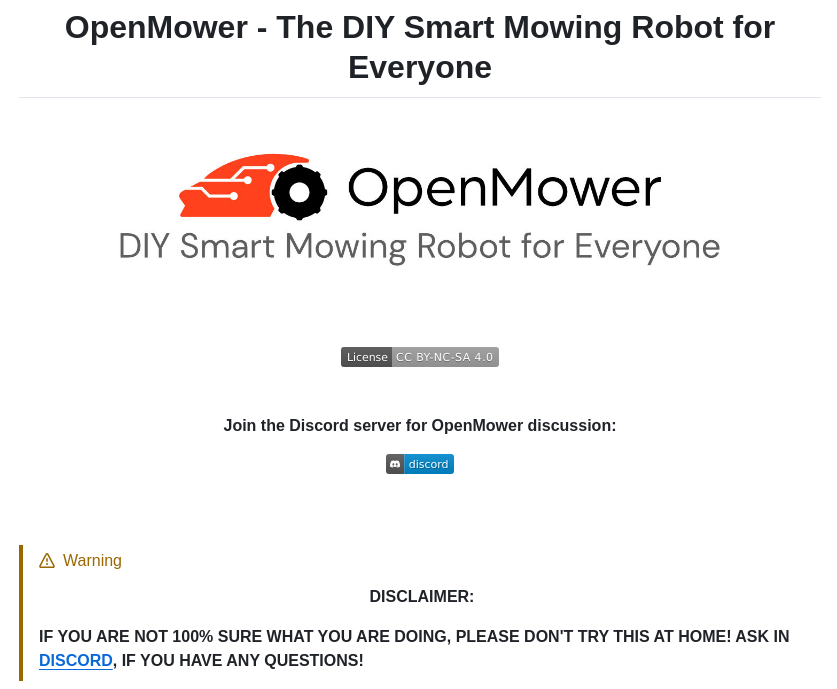 OpenMower - The DIY Smart Mowing Robot for
Everyone
OpenMower
DIY Smart Mowing Robot for Everyone
License CC BY-NC-SA 4.0
Join the Discord server for OpenMower discussion:
discord
Warning
DISCLAIMER:
IF YOU ARE NOT 100% SURE WHAT YOU ARE DOING, PLEASE DON'T TRY THIS AT HOME! ASK IN
DISCORD, IF YOU HAVE ANY QUESTIONS!